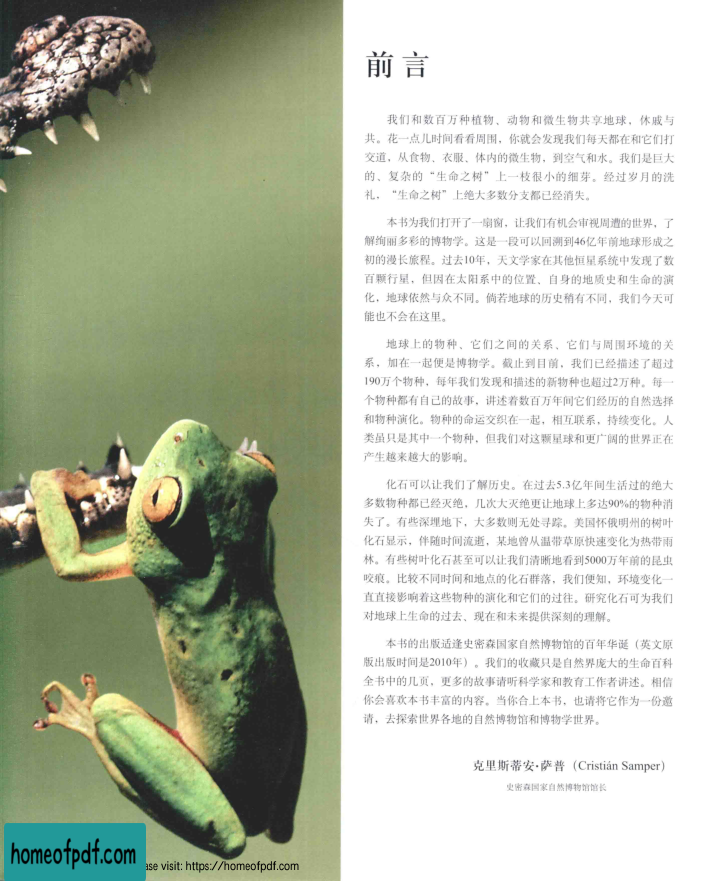 前言
我们和数百万种植物、动物和微生物共享地球，休戚与
共。花一点儿时间看看周围，你就会发现我们每天都在和它们打
交道，从食物、衣服、体内的微生物，到空气和水。我们是巨大
的、复杂的“生命之树”上一枝很小的细芽。经过岁月的洗
礼，“生命之树”上绝大多数分支都已经消失。
本书为我们打开了一扇窗，让我们有机会审视周遭的世界，了
解绚丽多彩的博物学。这是一段可以回溯到46亿年前地球形成之
初的漫长旅程。过去10年，天文学家在其他恒星系统中发现了数
百颗行星，但因在太阳系中的位置、自身的地质史和生命的演
化，地球依然与众不同。倘若地球的历史稍有不同，我们今天可
能也不会在这里。
地球上的物种、它们之间的关系、它们与周围环境的关
系，加在一起便是博物学。截止到目前，我们已经描述了超过
190万个物种，每年我们发现和描述的新物种也超过2万种。每一
个物种都有自己的故事，讲述着数百万年间它们经历的自然选择
和物种演化。物种的命运交织在一起，相互联系，持续变化。人
类虽只是其中一个物种，但我们对这颗星球和更广阔的世界正在
产生越来越大的影响。
化石可以让我们了解历史。在过去5.3亿年间生活过的绝大
多数物种都已经灭绝，几次大灭绝更让地球上多达90%的物种消
失了。有些深埋地下，大多数则无处寻踪。美国怀俄明州的树叶
化石显示，伴随时间流逝，某地曾从温带草原快速变化为热带雨
林。有些树叶化石甚至可以让我们清晰地看到5000万年前的昆虫
咬痕。比较不同时间和地点的化石群落，我们便知，环境变化一
直直接影响着这些物种的演化和它们的过往。研究化石可为我们
对地球上生命的过去、现在和未来提供深刻的理解。
本书的出版适逢史密森国家自然博物馆的百年华诞（英文原
版出版时间是2010年）。我们的收藏只是自然界庞大的生命百科
全书中的几页，更多的故事请听科学家和教育工作者讲述。相信
你会喜欢本书丰富的内容。当你合上本书，也请将它作为一份邀
请，去探索世界各地的自然博物馆和博物学世界。
克里斯蒂安·萨普（Cristián Samper）
史密森国家自然博物馆馆长
homeofpdf.com
ase visit: https://homeofpdf.com